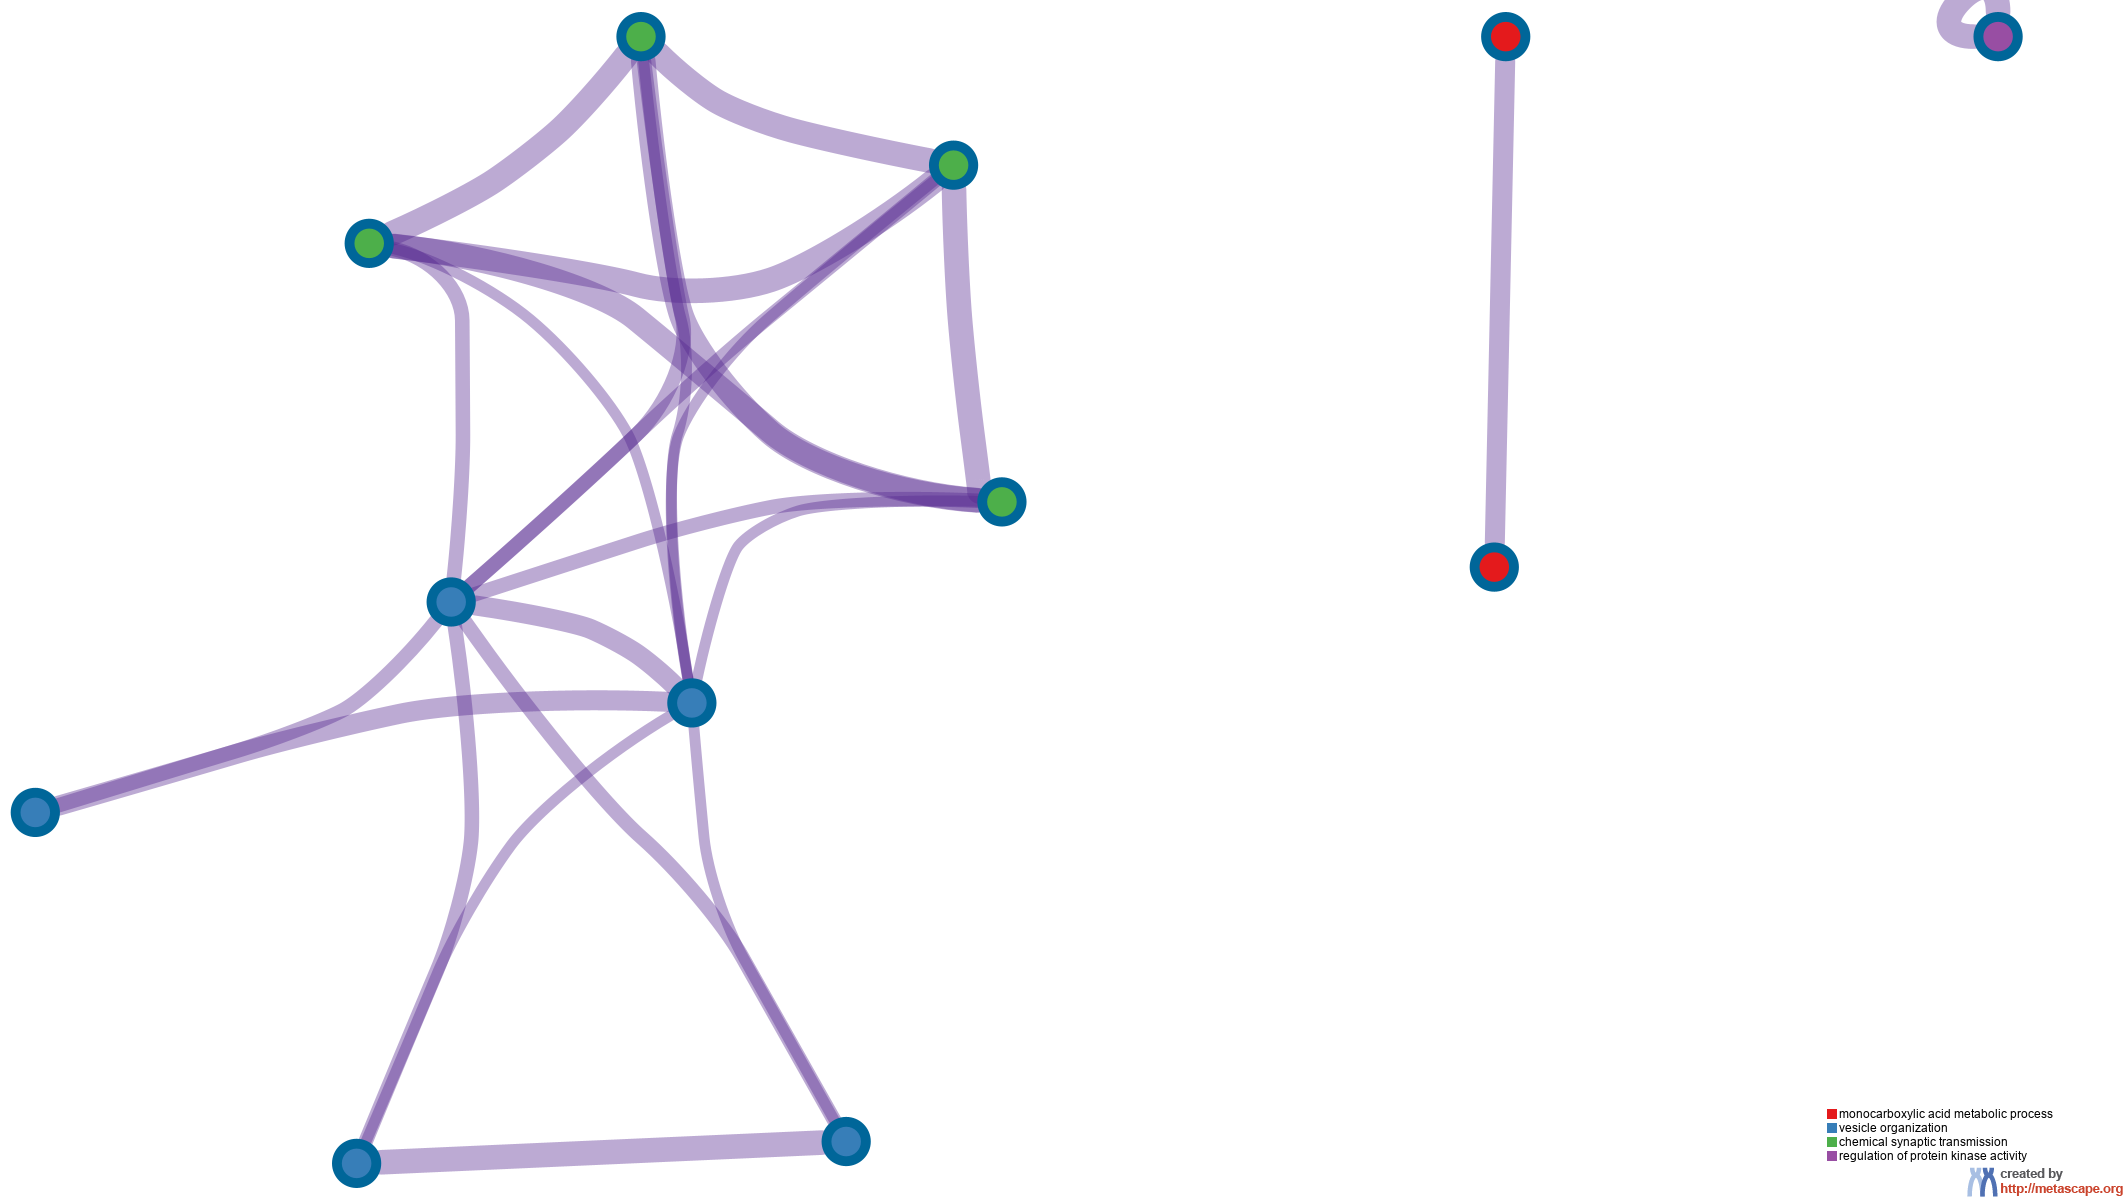 monocarboxylic acid metabolic process
vesicle organization
chemical synaptic transmission
regulation of protein kinase activity
created by
http://metascape.org